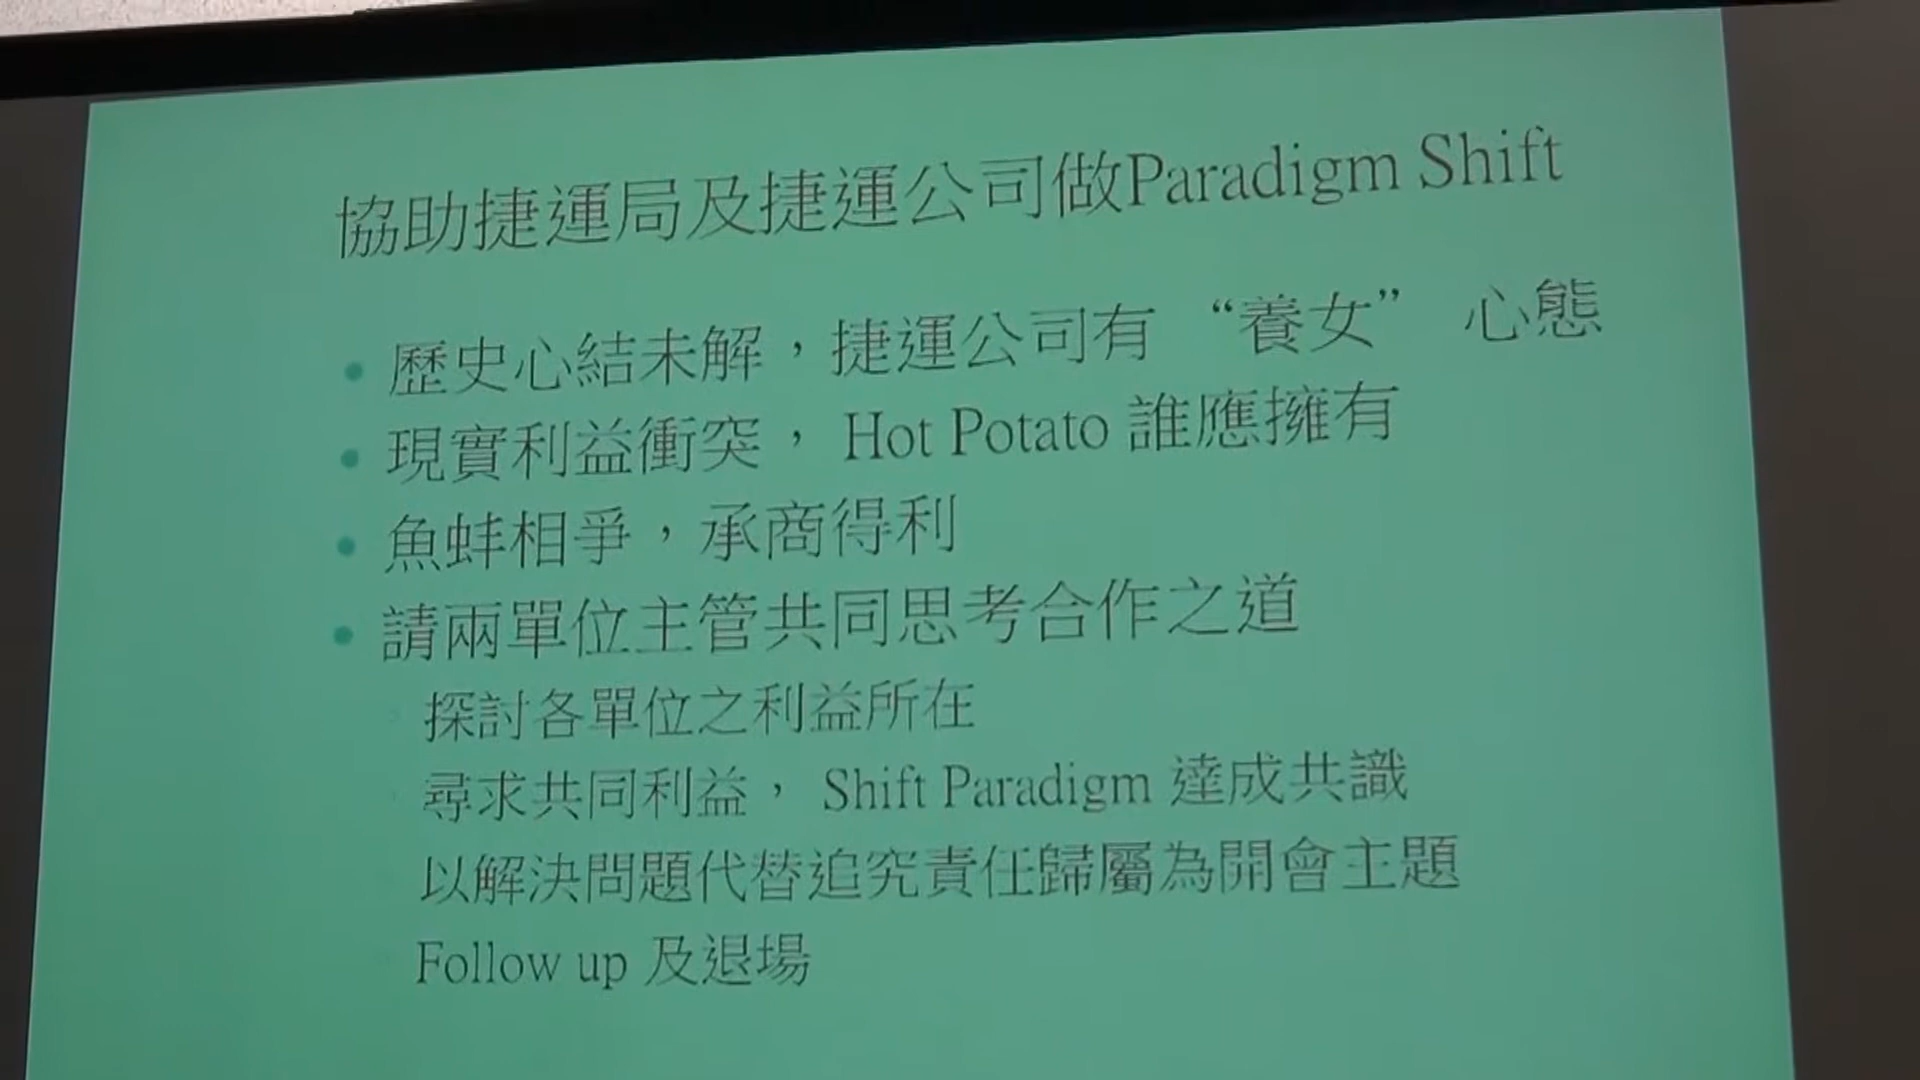 協助捷運局及捷運公司做Paradigm Shift
• 歷史心結未解，捷運公司有 “養女” 心態
• 現實利益衝突， Hot Potato 誰應擁有
• 魚蚌相爭，承商得利
• 請兩單位主管共同思考合作之道
探討各單位之利益所在
尋求共同利益， Shift Paradigm 達成共識
以解決問題代替追究責任歸屬為開會主題
Follow up 及退場